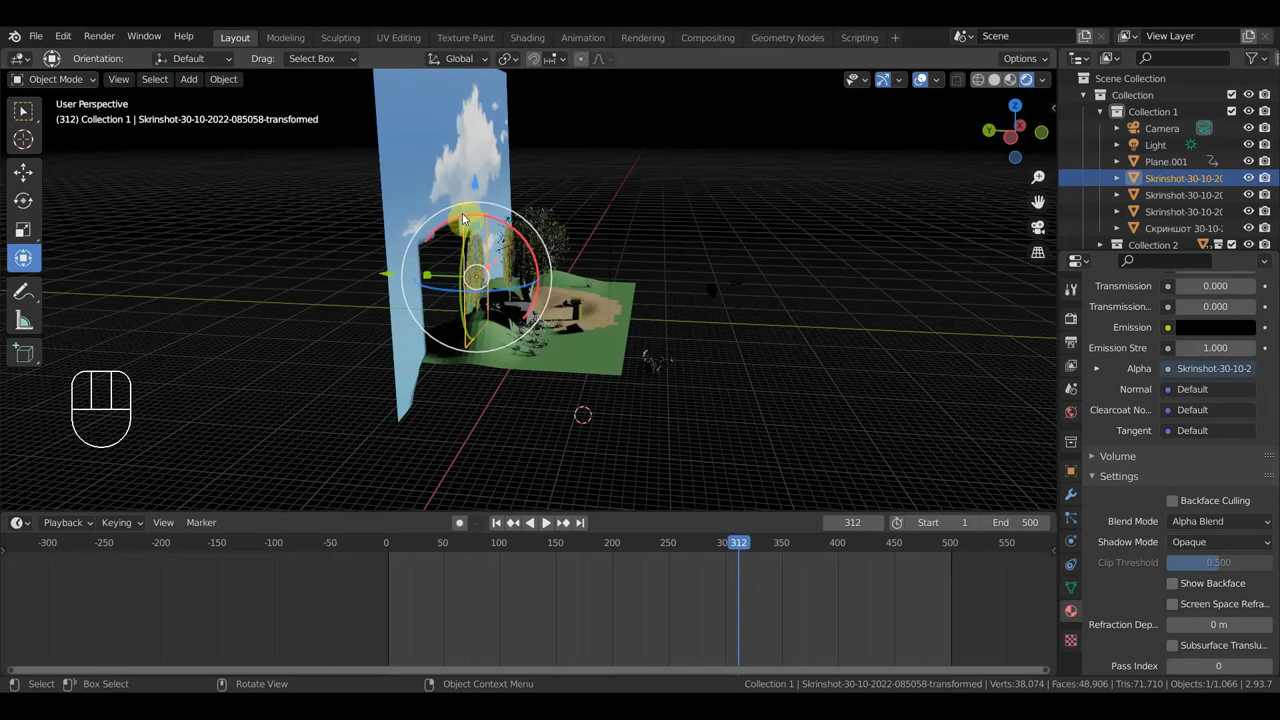 File Edit Render Window Help Layout Modeling Sculpting UV Editing Texture Paint Shading Animation Rendering Compositing Geometry Nodes Scripting + Scene View Layer
Orientation: Default Drag: Select Box Global Options
Object Mode View Select Add Object
User Perspective
(312) Collection 1 | Skrinshot-30-10-2022-085058-transformed
Z
Y
X
Scene Collection
Collection
Collection 1
Camera
Light
Plane.001
Skrinshot-30-10-20
Skrinshot-30-10-20
Skrinshot-30-10-20
Скриншот 30-10-
Collection 2
Transmission 0.000
Transmission... 0.000
Emission
Emission Stre 1.000
Alpha Skrinshot-30-10-2
Normal Default
Clearcoat No... Default
Tangent Default
Volume
Settings
Backface Culling
Blend Mode Alpha Blend
Shadow Mode Opaque
Clip Threshold 0.500
Show Backface
Screen Space Refra...
Refraction Dep... 0 m
Subsurface Translu...
Pass Index 0
Playback Keying View Marker 312 Start 1 End 500
-300 -250 -200 -150 -100 -50 0 50 100 150 200 250 30 312 350 400 450 500 550
Select Box Select Rotate View Object Context Menu Collection 1 | Skrinshot-30-10-2022-085058-transformed | Verts:38,074 | Faces:48,906 | Tris:71,710 | Objects:1/1,066 | 2.93.7